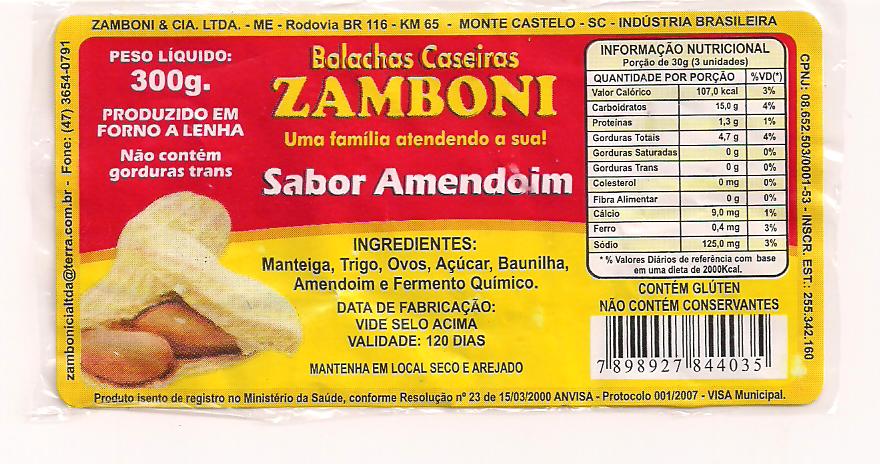 ZAMBONI & CIA. LTDA. - ME - Rodovia BR 116 - KM 65 - MONTE CASTELO - SC - INDÚSTRIA BRASILEIRA
zambonicialtda@terra.com.br - Fone: (47) 3654-0791
PESO LÍQUIDO:
300g.
PRODUZIDO EM
FORNO A LENHA
Não contém
gorduras trans
Bolachas Caseiras
ZAMBONI
Uma família atendendo a sua!
Sabor Amendoim
INGREDIENTES:
Manteiga, Trigo, Ovos, Açúcar, Baunilha,
Amendoim e Fermento Químico.
DATA DE FABRICAÇÃO:
VIDE SELO ACIMA
VALIDADE: 120 DIAS
MANTENHA EM LOCAL SECO E AREJADO
INFORMAÇÃO NUTRICIONAL
Porção de 30g (3 unidades)
QUANTIDADE POR PORÇÃO %VD(*)
Valor Calórico 107,0 kcal 3%
Carboidratos 15,0 g 4%
Proteínas 1,3 g 1%
Gorduras Totais 4,7 g 4%
Gorduras Saturadas 0 g 0%
Gorduras Trans 0 g 0%
Colesterol 0 mg 0%
Fibra Alimentar 0 g 0%
Cálcio 9,0 mg 1%
Ferro 0,4 mg 3%
Sódio 125,0 mg 3%
* % Valores Diários de referência com base
em uma dieta de 2000Kcal.
CONTÉM GLÚTEN
NÃO CONTÉM CONSERVANTES
7 898927 844035
CPNJ: 08.652.503/0001-53 - INSCR. EST.: 255.342.160
Produto isento de registro no Ministério da Saúde, conforme Resolução nº 23 de 15/03/2000 ANVISA - Protocolo 001/2007 - VISA Municipal.